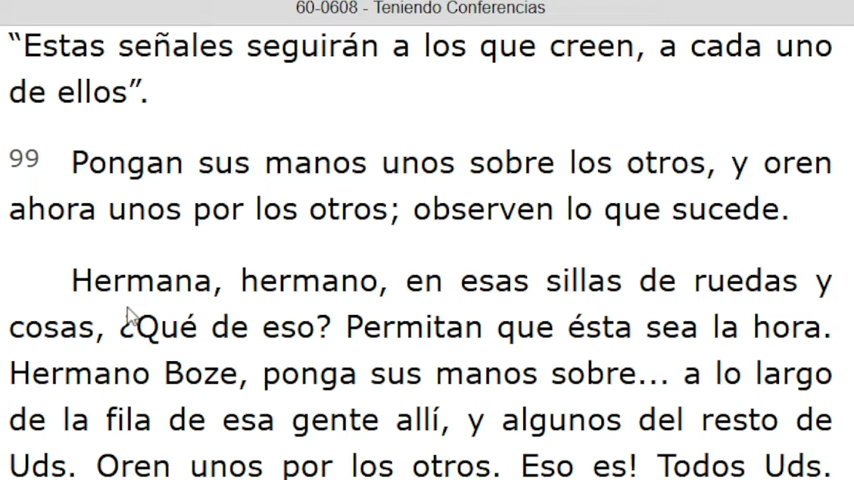 60-0608 - Teniendo Conferencias
“Estas señales seguirán a los que creen, a cada uno
de ellos”.
99 Pongan sus manos unos sobre los otros, y oren
ahora unos por los otros; observen lo que sucede.
Hermana, hermano, en esas sillas de ruedas y
cosas, ¿Qué de eso? Permitan que ésta sea la hora.
Hermano Boze, ponga sus manos sobre... a lo largo
de la fila de esa gente allí, y algunos del resto de
Uds. Oren unos por los otros. Eso es! Todos Uds.